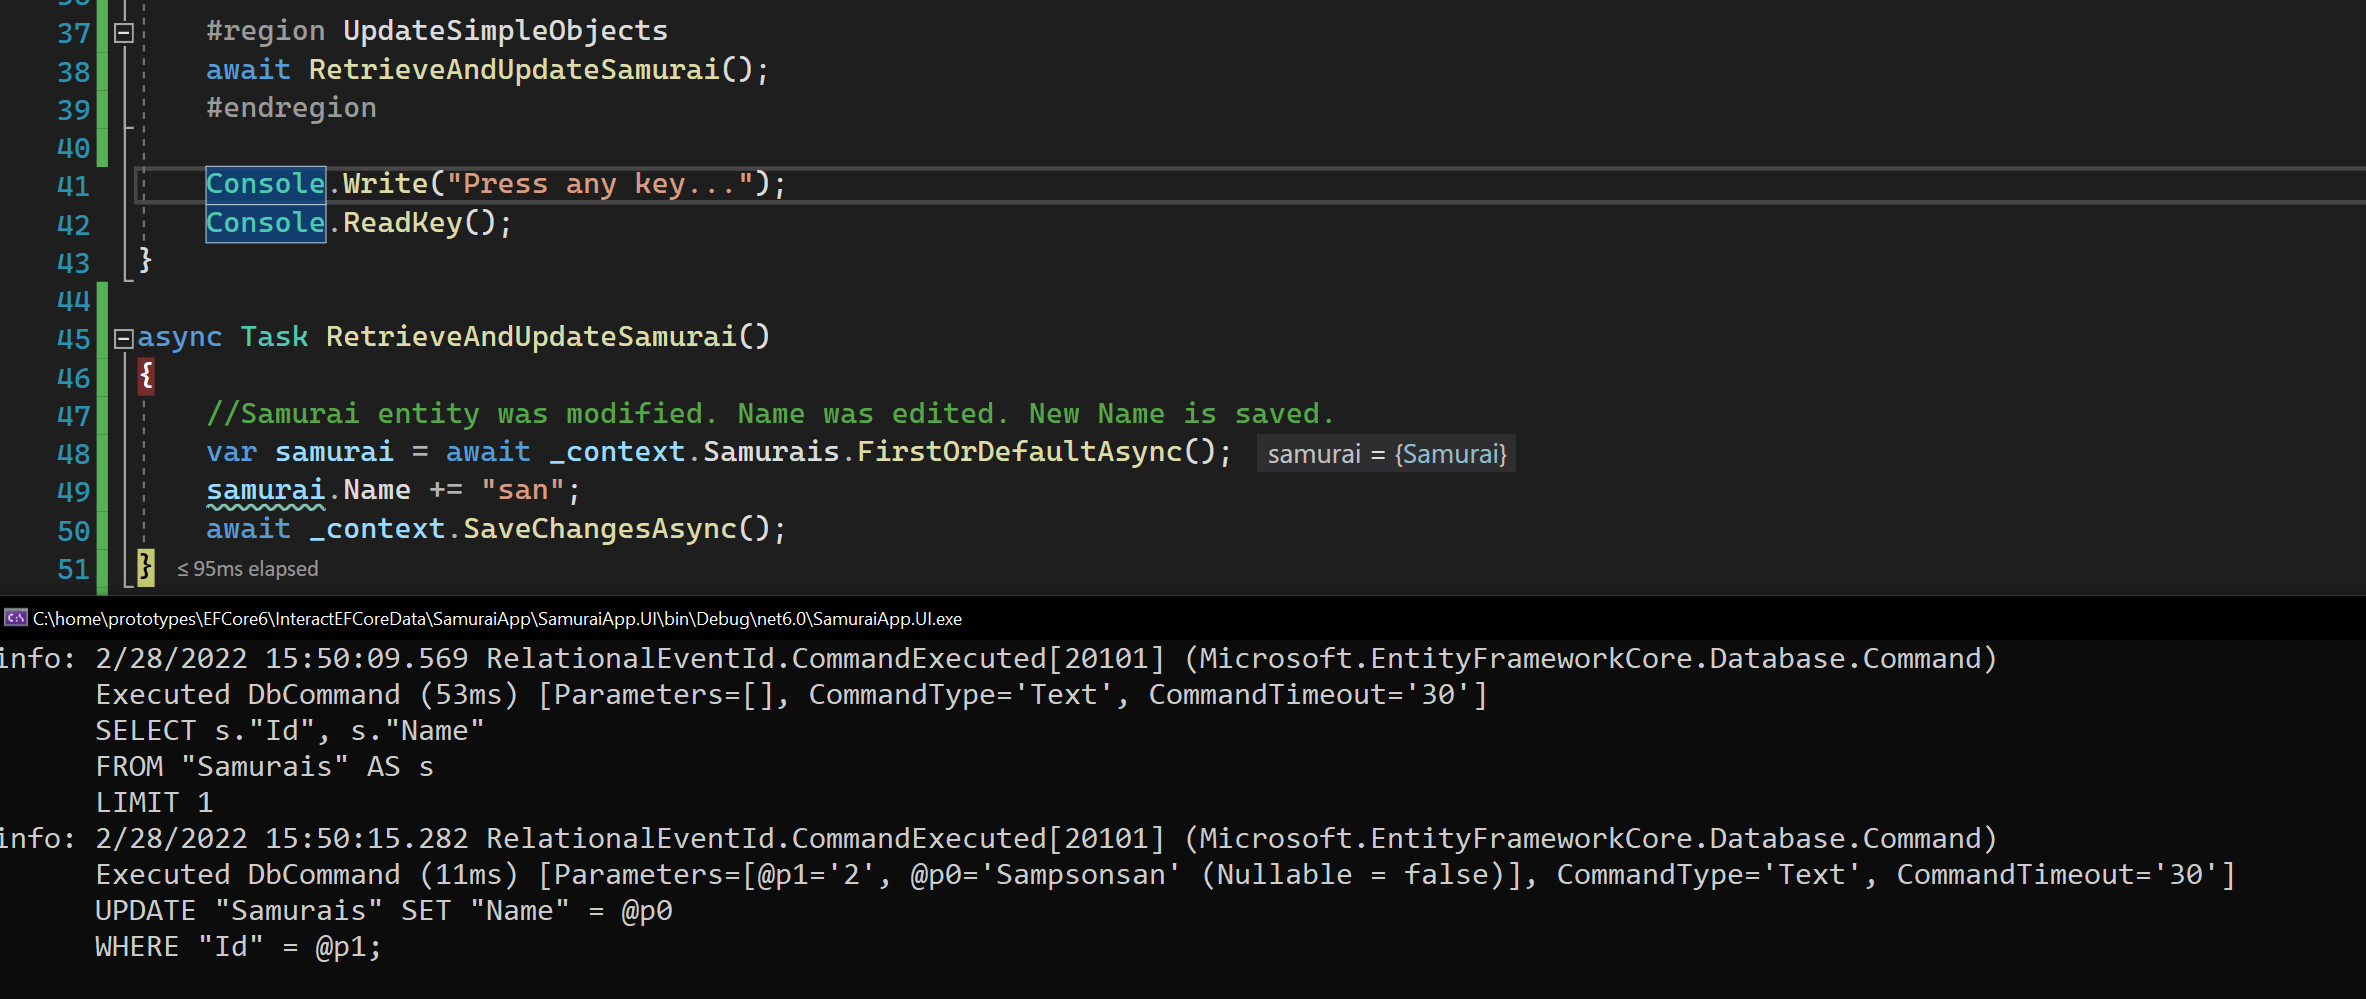 37 #region UpdateSimpleObjects
38 await RetrieveAndUpdateSamurai();
39 #endregion
40
41 Console.Write("Press any key...");
42 Console.ReadKey();
43 }
44
45 async Task RetrieveAndUpdateSamurai()
46 {
47 //Samurai entity was modified. Name was edited. New Name is saved.
48 var samurai = await _context.Samurais.FirstOrDefaultAsync(); samurai = {Samurai}
49 samurai.Name += "san";
50 await _context.SaveChangesAsync();
51 } ≤ 95ms elapsed
C:\home\prototypes\EFCore6\InteractEFCoreData\SamuraiApp\SamuraiApp.UI\bin\Debug\net6.0\SamuraiApp.UI.exe
info: 2/28/2022 15:50:09.569 RelationalEventId.CommandExecuted[20101] (Microsoft.EntityFrameworkCore.Database.Command)
Executed DbCommand (53ms) [Parameters=[], CommandType='Text', CommandTimeout='30']
SELECT s."Id", s."Name"
FROM "Samurais" AS s
LIMIT 1
info: 2/28/2022 15:50:15.282 RelationalEventId.CommandExecuted[20101] (Microsoft.EntityFrameworkCore.Database.Command)
Executed DbCommand (11ms) [Parameters=[@p1='2', @p0='Sampsonsan' (Nullable = false)], CommandType='Text', CommandTimeout='30']
UPDATE "Samurais" SET "Name" = @p0
WHERE "Id" = @p1;